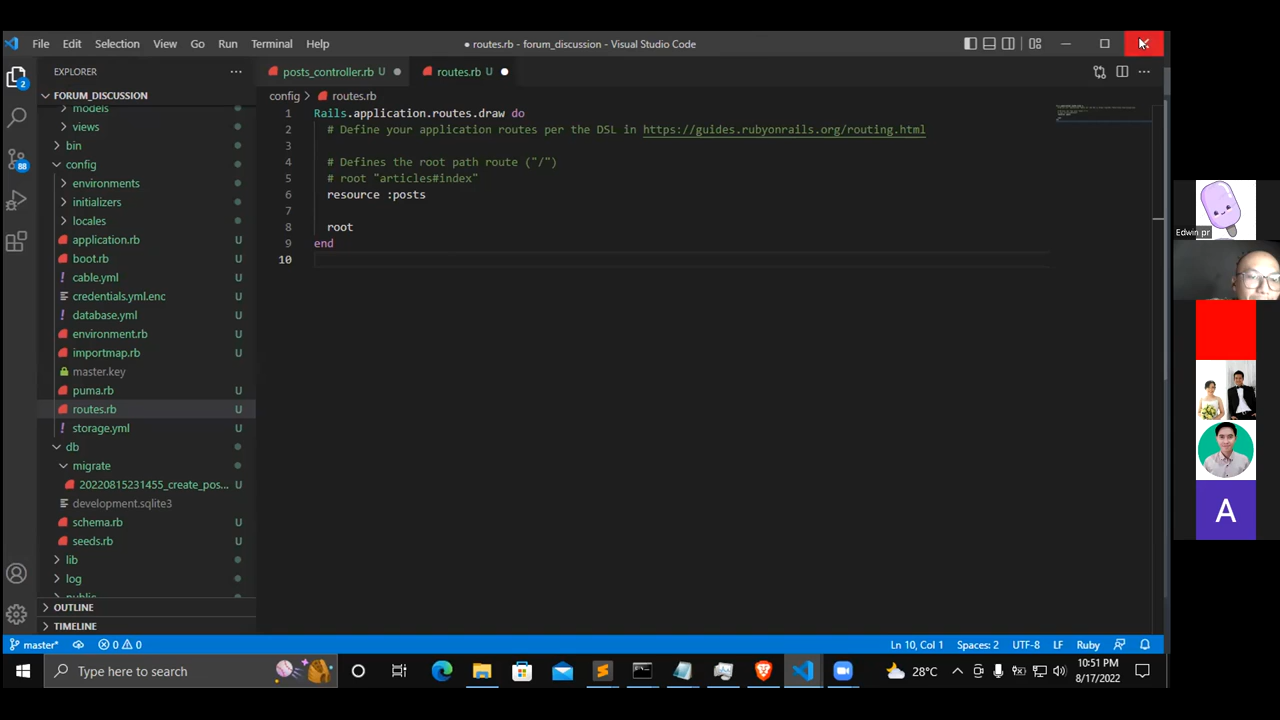 File Edit Selection View Go Run Terminal Help
● routes.rb - forum_discussion - Visual Studio Code
EXPLORER
posts_controller.rb U
routes.rb U
FORUM_DISCUSSION
config > routes.rb
models
views
bin
config
environments
initializers
locales
application.rb U
boot.rb U
cable.yml U
credentials.yml.enc U
database.yml U
environment.rb U
importmap.rb U
master.key
puma.rb U
routes.rb U
storage.yml U
db
migrate
20220815231455_create_pos... U
development.sqlite3
schema.rb U
seeds.rb U
lib
log
public
OUTLINE
TIMELINE
2
88
1 Rails.application.routes.draw do
2 # Define your application routes per the DSL in https://guides.rubyonrails.org/routing.html
3
4 # Defines the root path route ("/")
5 # root "articles#index"
6 resource :posts
7
8 root
9 end
10
Edwin pr
A
master* 0 0 Ln 10, Col 1 Spaces: 2 UTF-8 LF Ruby
Type here to search
28°C
10:51 PM
8/17/2022